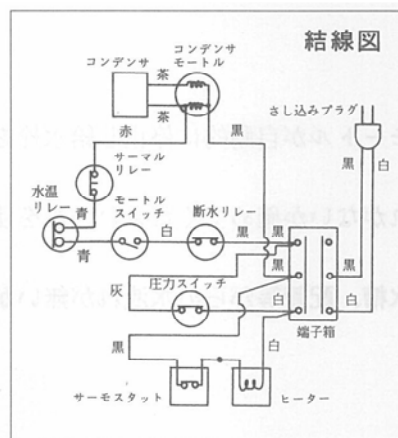 結線図
コンデンサ
コンデンサ
モートル
茶
茶
赤
黒
さし込みプラグ
黒
白
サーマル
リレー
水温
リレー
青
青
モートル
スイッチ
白
断水リレー
黒
黒
黒
黒
白
灰
圧力スイッチ
白
端子箱
黒
白
サーモスタット
ヒーター